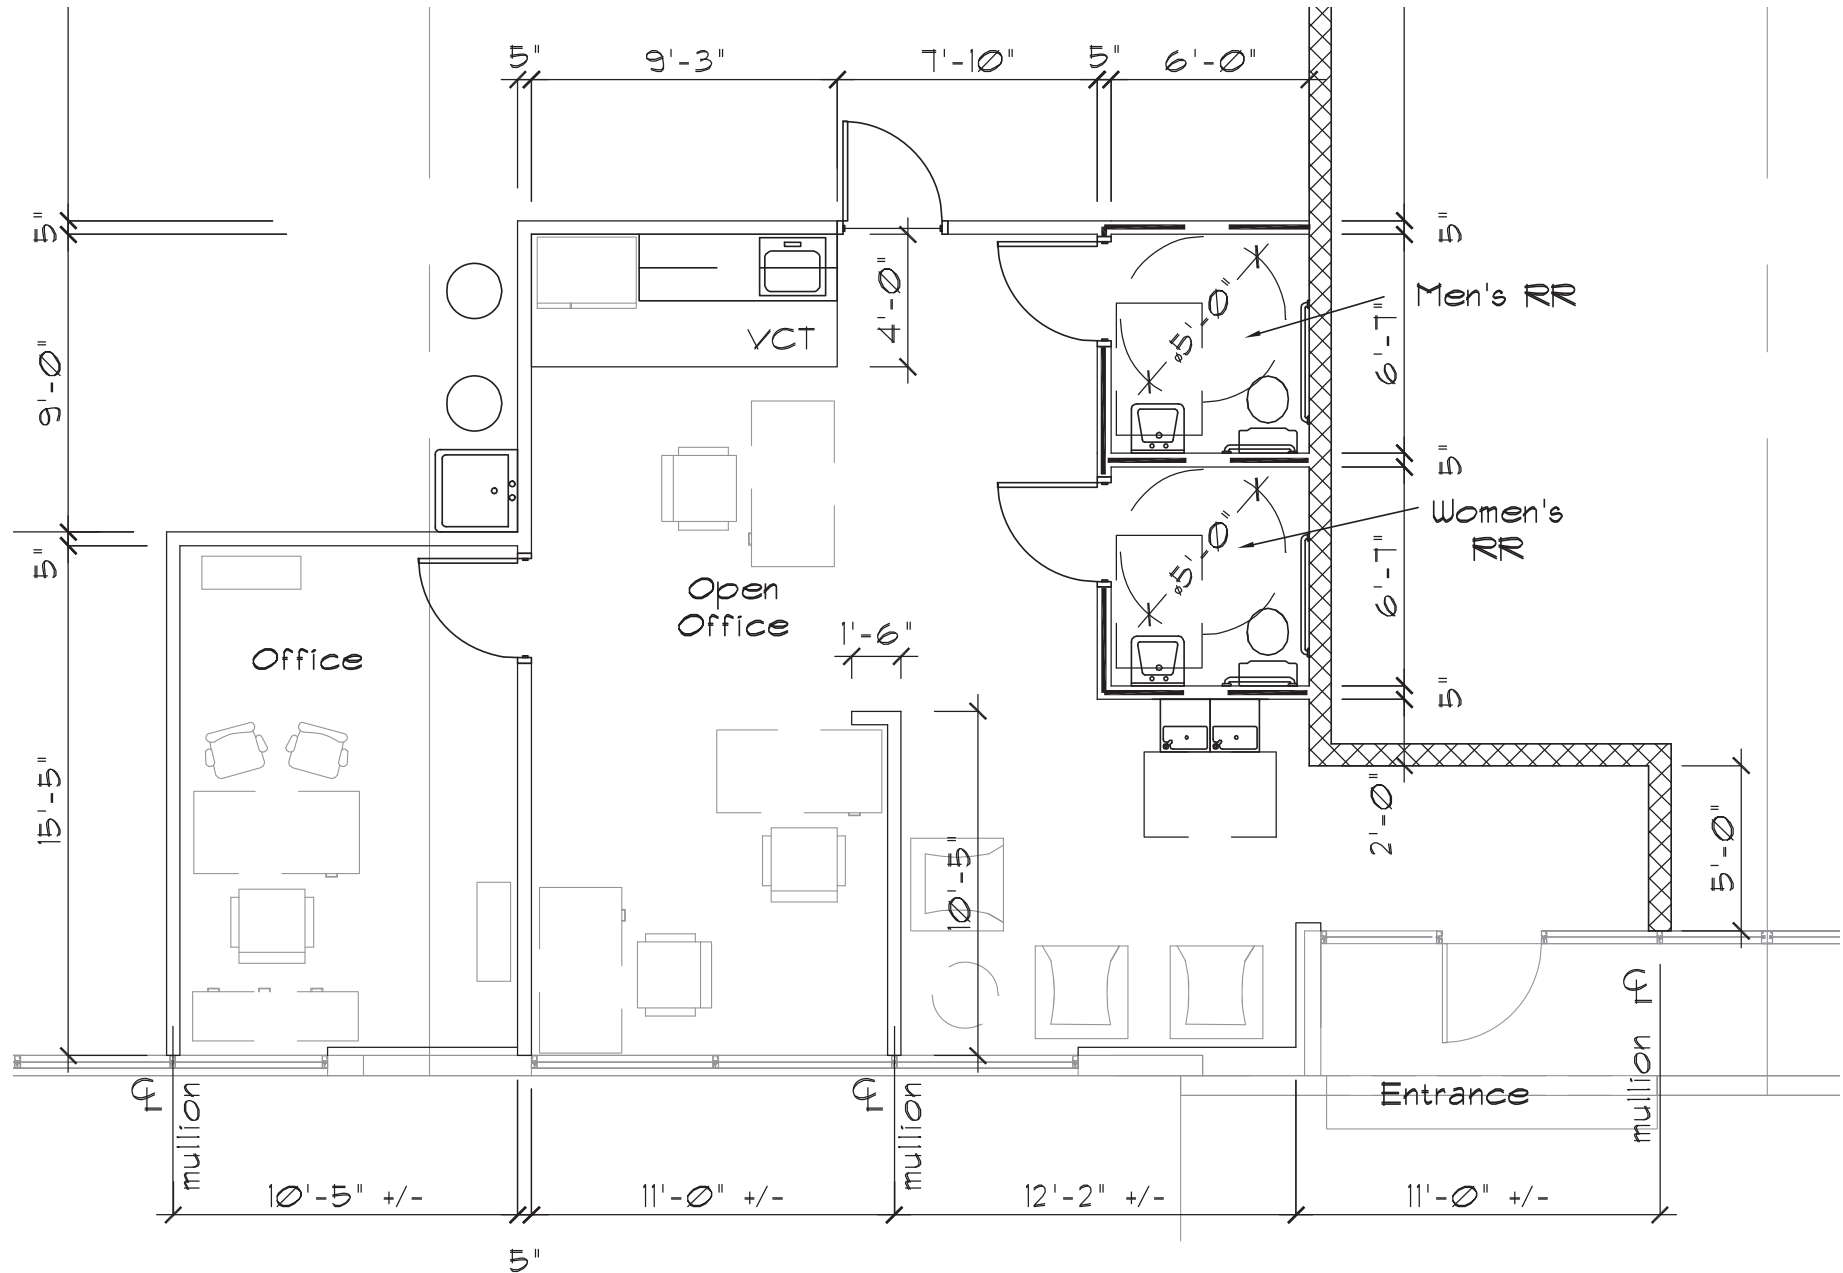 5" 9'-3" 7'-10" 5" 6'-0"
5"
5"
4'-0"
ø5'-0"
Men's RR
VCT
9'-0"
6'-7"
5"
Women's
RR
ø5'-0"
5"
Open
Office
6'-7"
1'-6"
Office
5"
15'-5"
10'-5"
2'-0"
5'-0"
℄
mullion
℄
mullion
℄
mullion
Entrance
10'-5" +/- 11'-0" +/- 12'-2" +/- 11'-0" +/-
5"